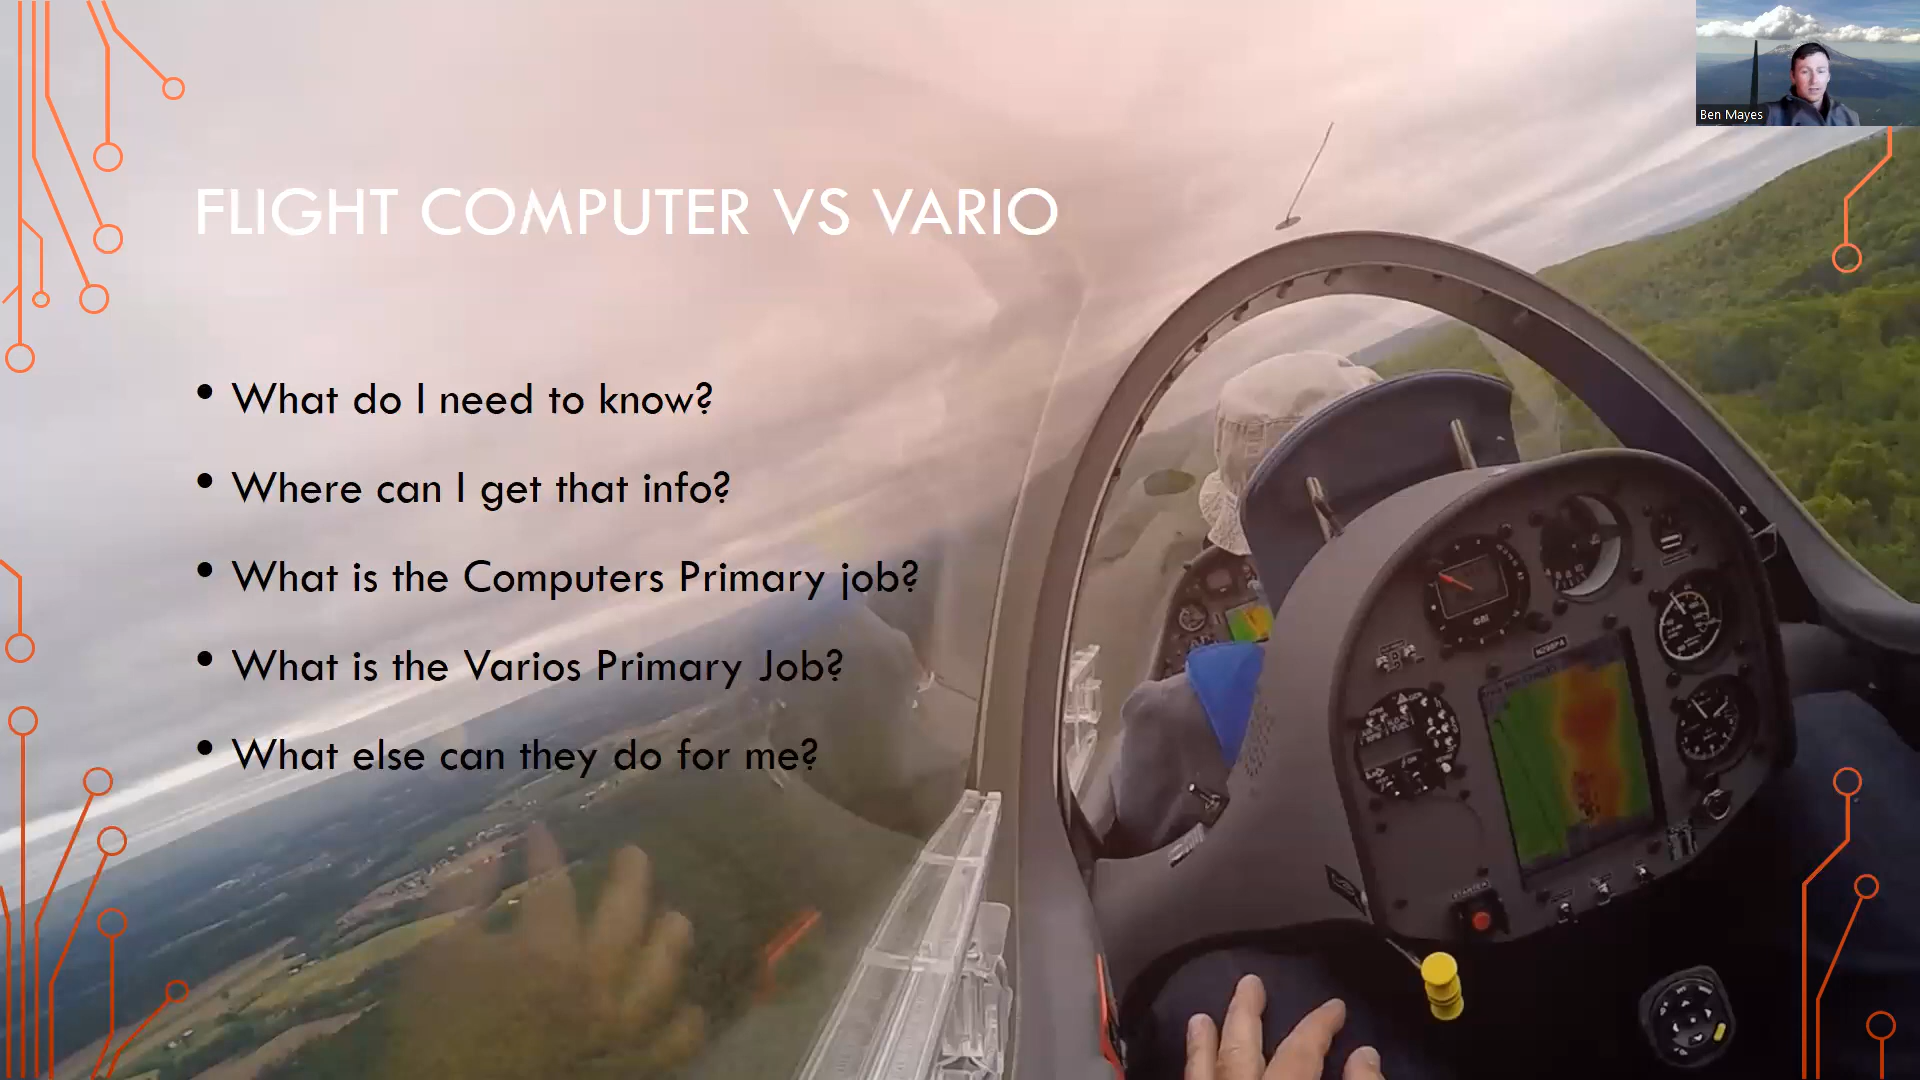 Ben Mayes
FLIGHT COMPUTER VS VARIO
• What do I need to know?
• Where can I get that info?
• What is the Computers Primary job?
• What is the Varios Primary Job?
• What else can they do for me?
STARTER